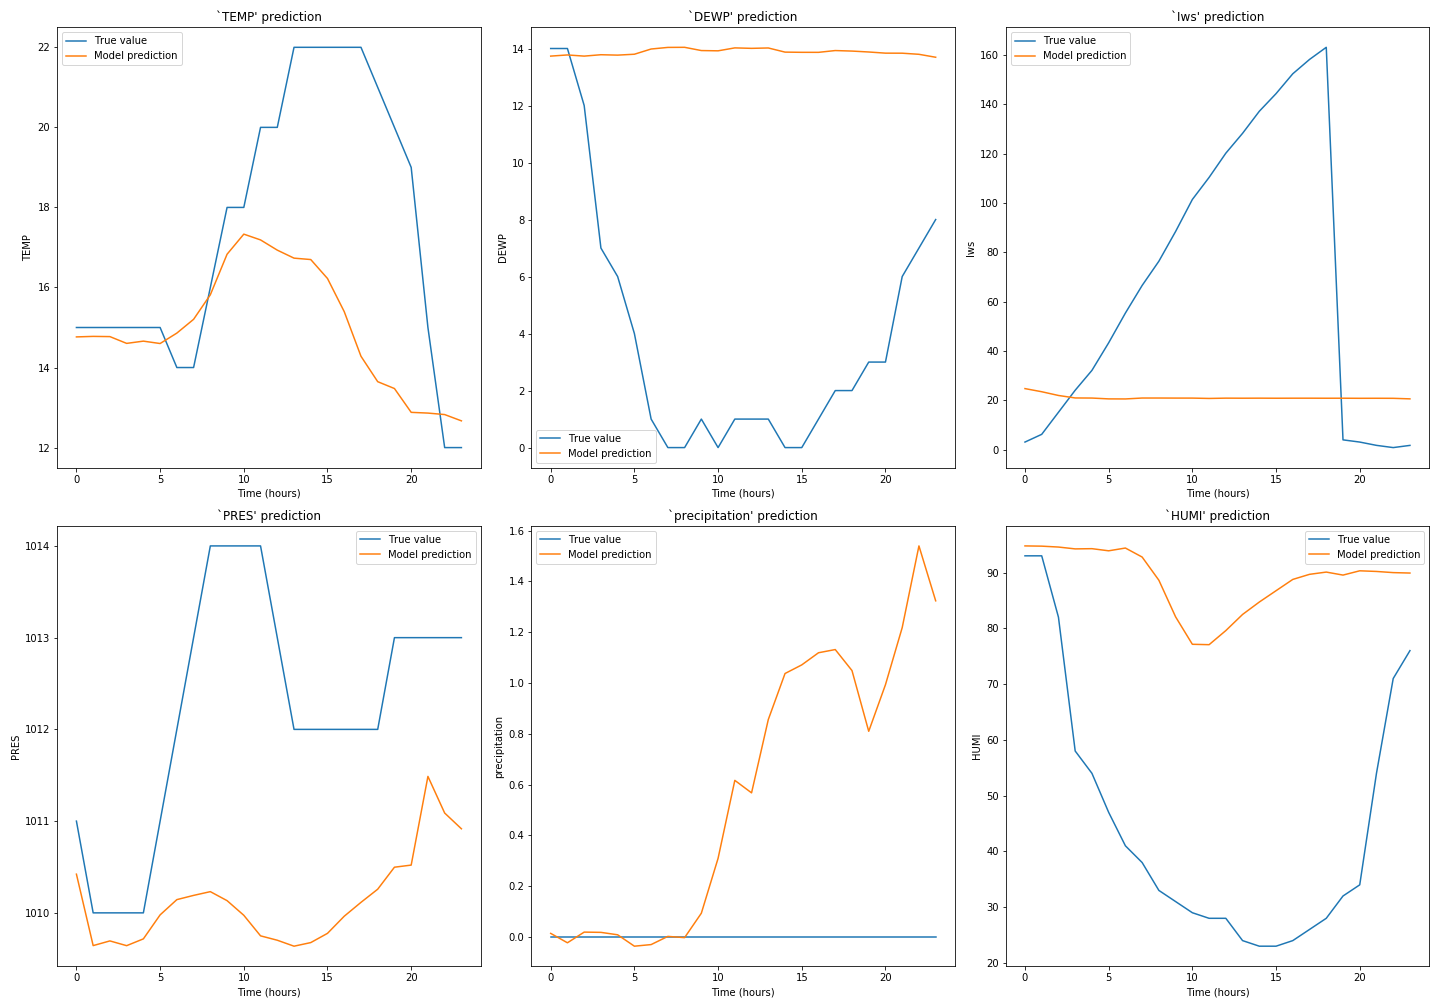 `TEMP' prediction
True value
Model prediction
TEMP
22
20
18
16
14
12
0 5 10 15 20
Time (hours)
`DEWP' prediction
DEWP
14
12
10
8
6
4
2
0
True value
Model prediction
0 5 10 15 20
Time (hours)
`Iws' prediction
True value
Model prediction
Iws
160
140
120
100
80
60
40
20
0
0 5 10 15 20
Time (hours)
`PRES' prediction
True value
Model prediction
PRES
1014
1013
1012
1011
1010
0 5 10 15 20
Time (hours)
`precipitation' prediction
True value
Model prediction
precipitation
1.6
1.4
1.2
1.0
0.8
0.6
0.4
0.2
0.0
0 5 10 15 20
Time (hours)
`HUMI' prediction
True value
Model prediction
HUMI
90
80
70
60
50
40
30
20
0 5 10 15 20
Time (hours)